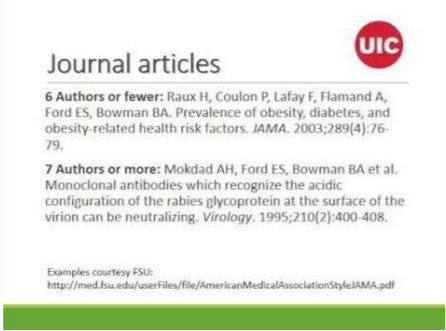 UIC
Journal articles
6 Authors or fewer: Raux H, Coulon P, Lafay F, Flamand A,
Ford ES, Bowman BA. Prevalence of obesity, diabetes, and
obesity-related health risk factors. JAMA. 2003;289(4):76-
79.
7 Authors or more: Mokdad AH, Ford ES, Bowman BA et al.
Monoclonal antibodies which recognize the acidic
configuration of the rabies glycoprotein at the surface of the
virion can be neutralizing. Virology. 1995;210(2):400-408.
Examples courtesy FSU:
http://med.fsu.edu/userFiles/file/AmericanMedicalAssociationStyleJAMA.pdf